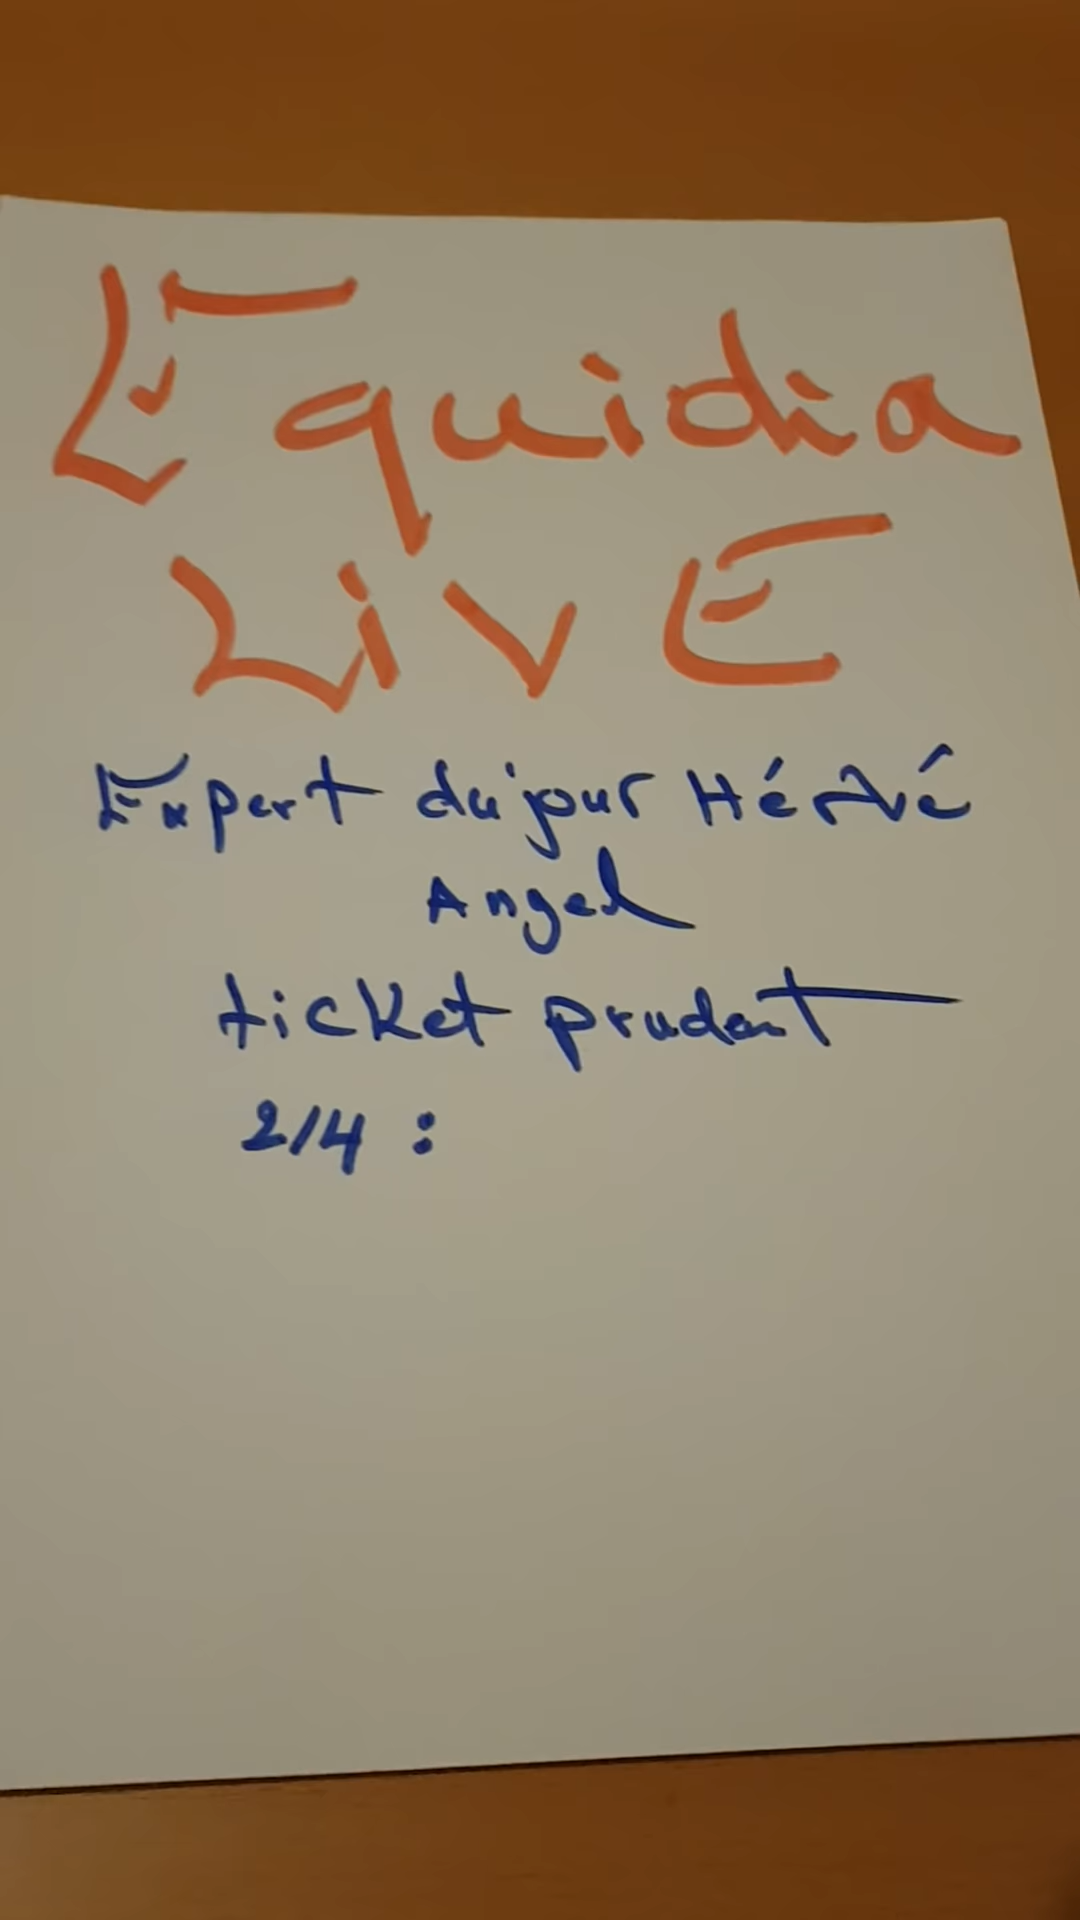 Equidia
LiVE
Expert du jour Hérvé
Angel
ticket prudent
2/4 :